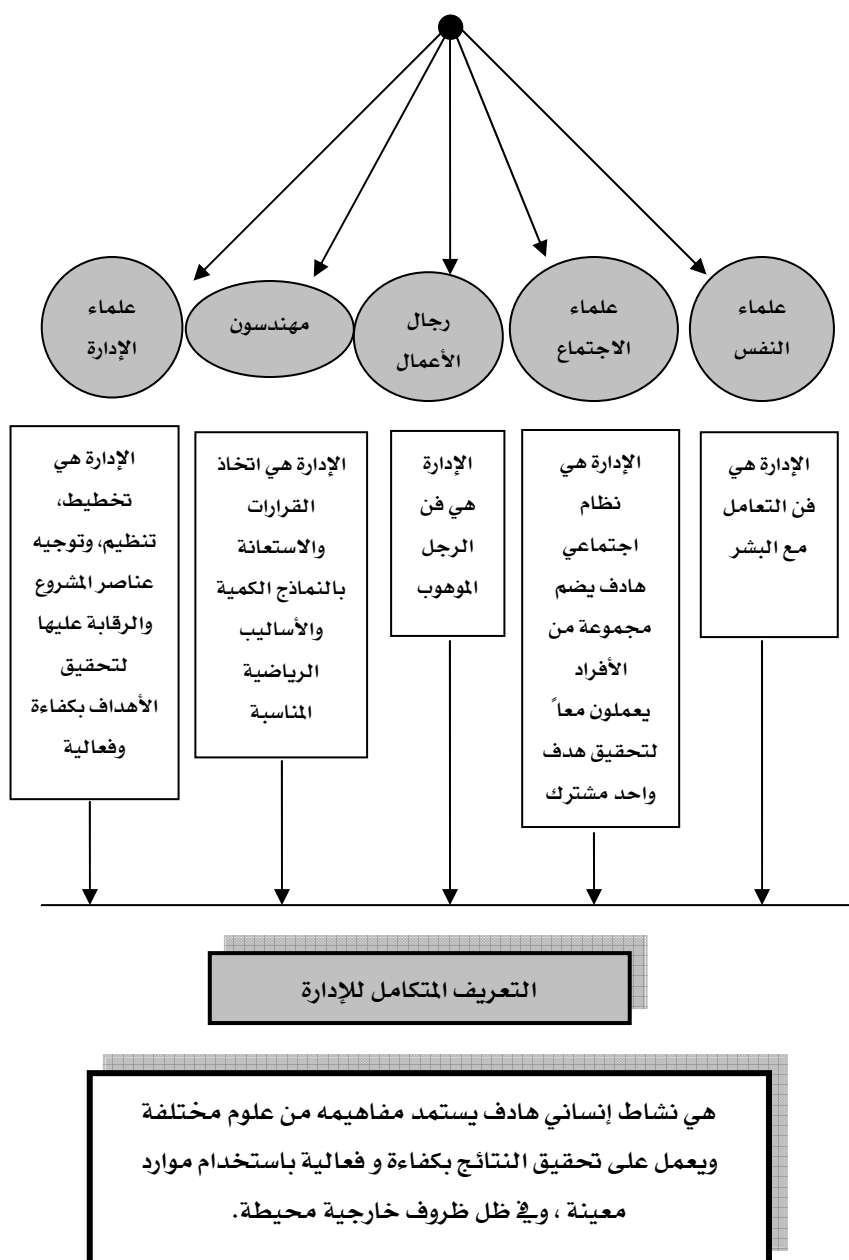 علماء
النفس
علماء
الاجتماع
رجال
الأعمال
مهندسون
علماء
الإدارة
الإدارة هي
فن التعامل
مع البشر
الإدارة هي
نظام
اجتماعي
هادف يضم
مجموعة من
الأفراد
يعملون معاً
لتحقيق هدف
واحد مشترك
الإدارة
هي فن
الرجل
الموهوب
الإدارة هي اتخاذ
القرارات
والاستعانة
بالنماذج الكمية
والأساليب
الرياضية
المناسبة
الإدارة هي
تخطيط،
تنظيم، وتوجيه
عناصر المشروع
والرقابة عليها
لتحقيق
الأهداف بكفاءة
وفعالية
التعريف المتكامل للإدارة
هي نشاط إنساني هادف يستمد مفاهيمه من علوم مختلفة
ويعمل على تحقيق النتائج بكفاءة و فعالية باستخدام موارد
معينة ، وفي ظل ظروف خارجية محيطة.